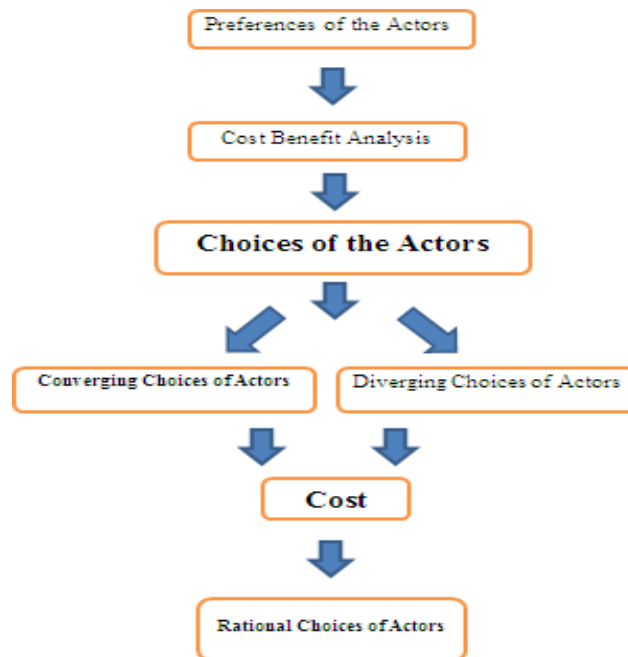 Preferences of the Actors
Cost Benefit Analysis
Choices of the Actors
Converging Choices of Actors
Diverging Choices of Actors
Cost
Rational Choices of Actors